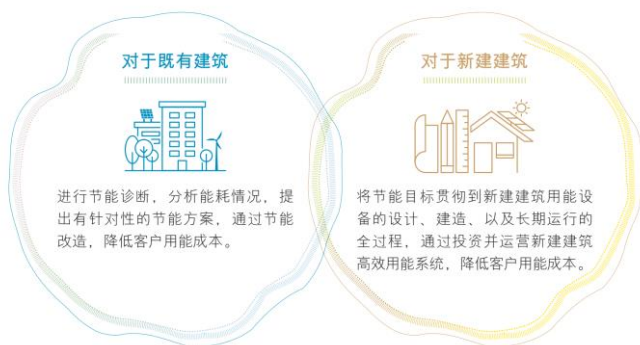 对于既有建筑
进行节能诊断，分析能耗情况，提
出有针对性的节能方案，通过节能
改造，降低客户用能成本。
对于新建建筑
将节能目标贯彻到新建建筑用能设
备的设计、建造、以及长期运行的
全过程，通过投资并运营新建建筑
高效用能系统，降低客户用能成本。